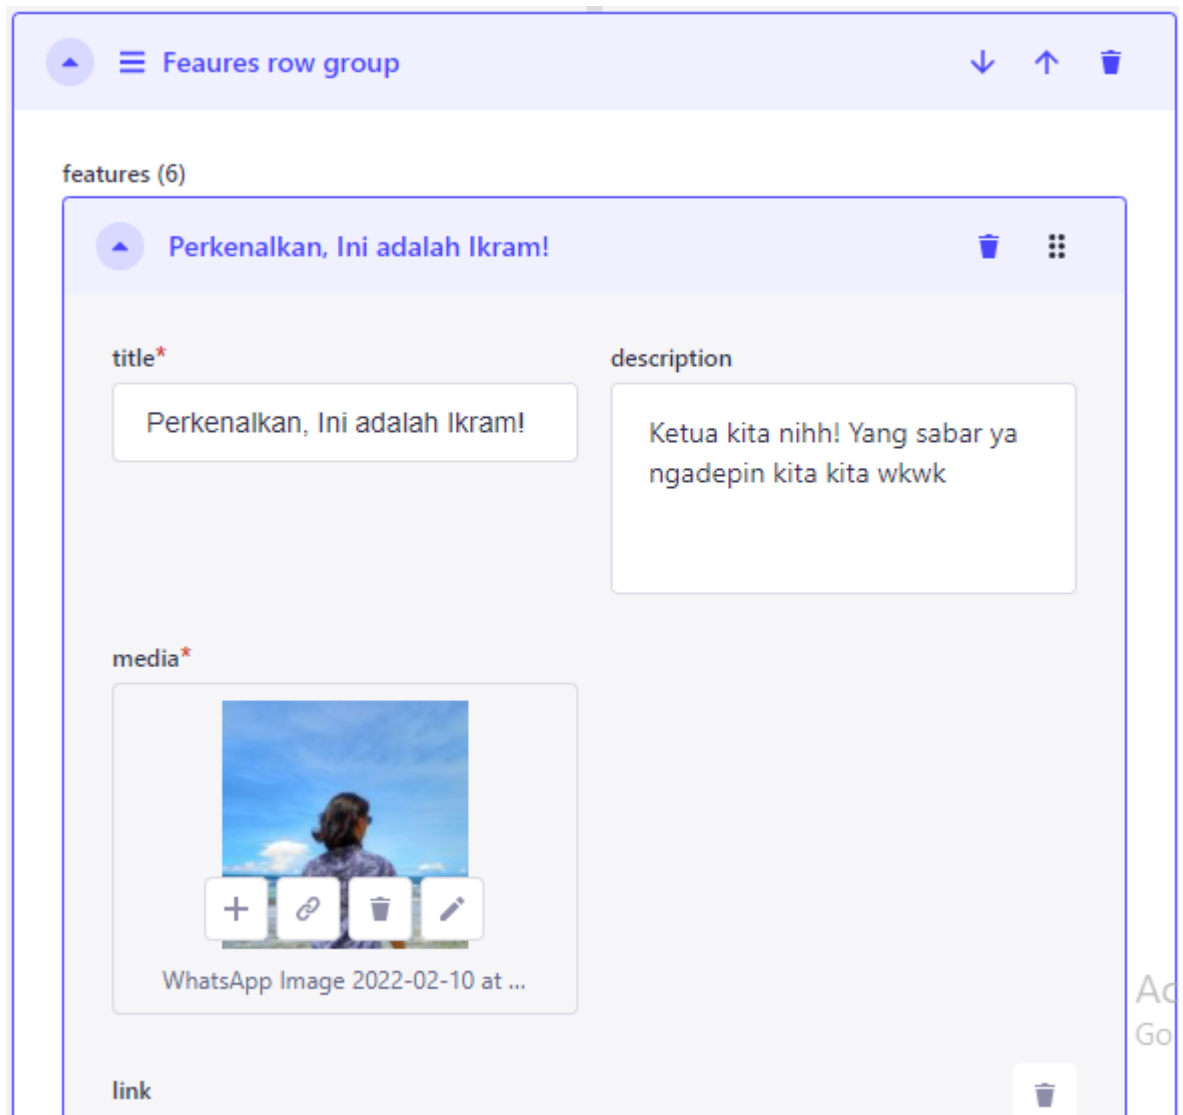 Feaures row group
features (6)
Perkenalkan, Ini adalah Ikram!
title*
description
Perkenalkan, Ini adalah Ikram!
Ketua kita nihh! Yang sabar ya
ngadepin kita kita wkwk
media*
WhatsApp Image 2022-02-10 at ...
Go
link